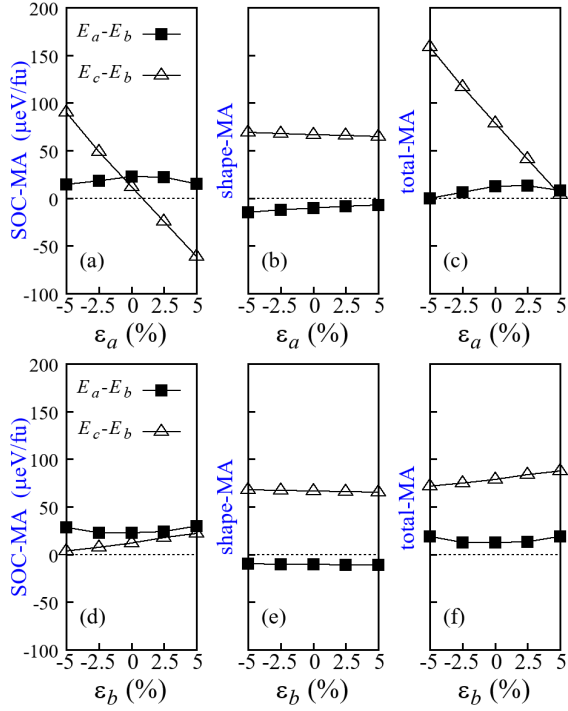 200
150
100
50
0
-50
-100
SOC-MA (μeV/fu)
E_a-E_b
E_c-E_b
(a)
-5 -2.5 0 2.5 5
ε_a (%)
shape-MA
(b)
-5 -2.5 0 2.5 5
ε_a (%)
total-MA
(c)
-5 -2.5 0 2.5 5
ε_a (%)
200
150
100
50
0
-50
-100
SOC-MA (μeV/fu)
E_a-E_b
E_c-E_b
(d)
-5 -2.5 0 2.5 5
ε_b (%)
shape-MA
(e)
-5 -2.5 0 2.5 5
ε_b (%)
total-MA
(f)
-5 -2.5 0 2.5 5
ε_b (%)